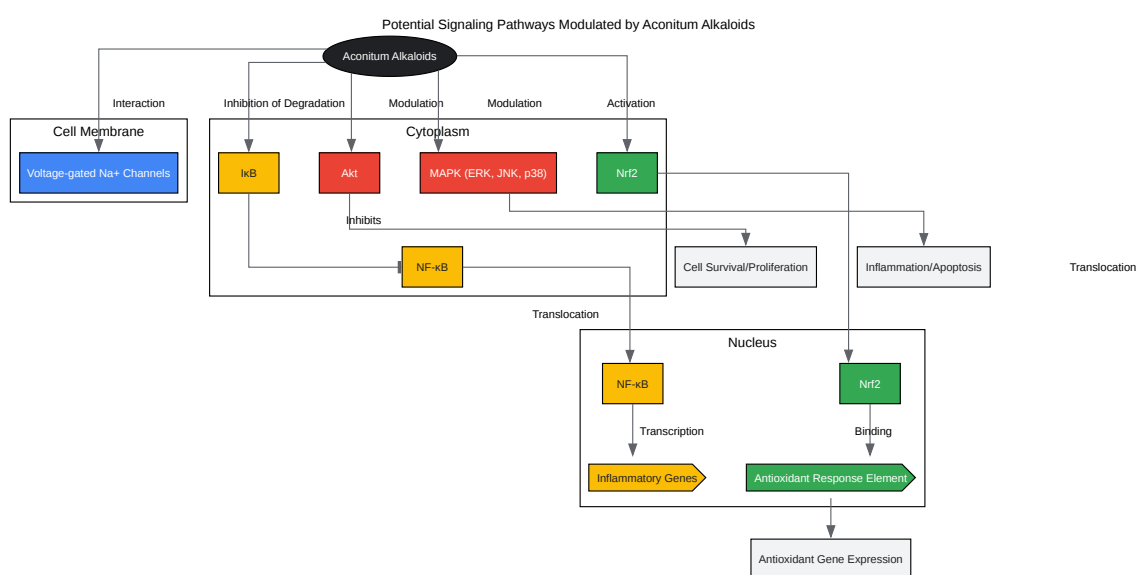 Potential Signaling Pathways Modulated by Aconitum Alkaloids
Aconitum Alkaloids
Interaction
Inhibition of Degradation
Modulation
Modulation
Activation
Cell Membrane
Cytoplasm
Voltage-gated Na+ Channels
IκB
Akt
MAPK (ERK, JNK, p38)
Nrf2
Inhibits
NF-κB
Cell Survival/Proliferation
Inflammation/Apoptosis
Translocation
Translocation
Nucleus
NF-κB
Nrf2
Transcription
Binding
Inflammatory Genes
Antioxidant Response Element
Antioxidant Gene Expression